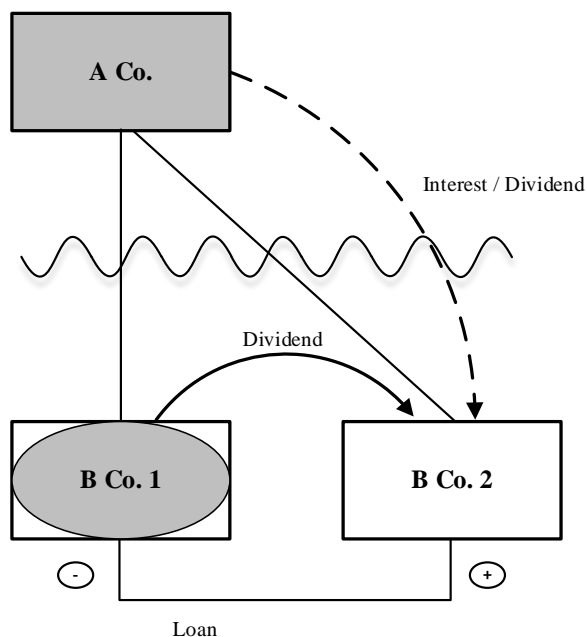 A Co.
Interest / Dividend
Dividend
B Co. 1
B Co. 2
-
+
Loan